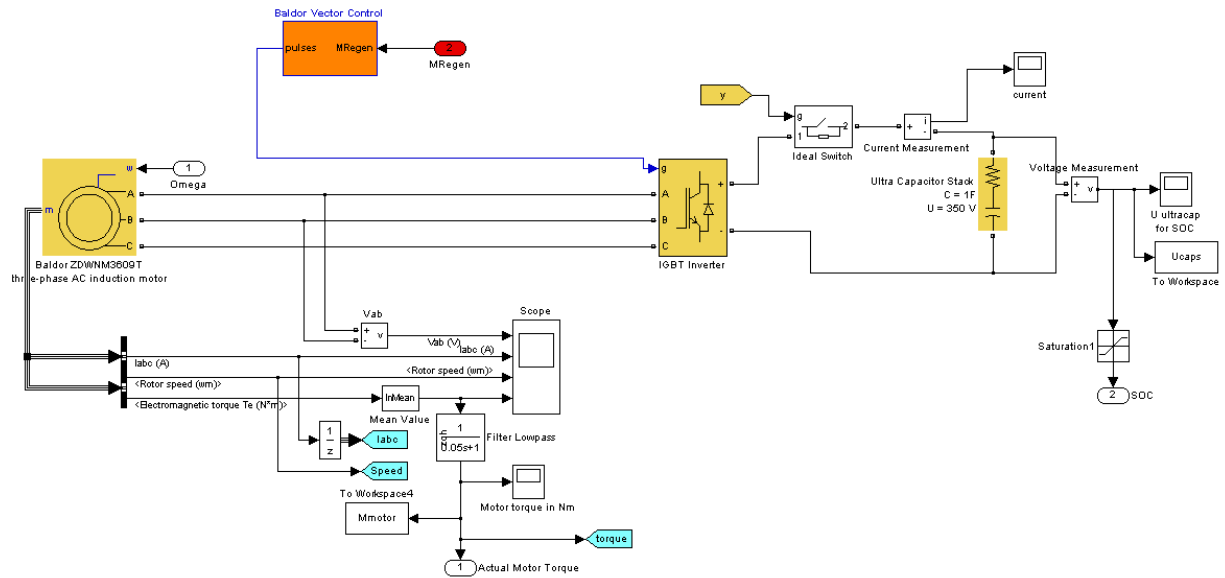 Baldor Vector Control
pulses
MRegen
2
MRegen
y
g
1
2
Ideal Switch
+
i
-
Current Measurement
current
w
1
Omega
m
A
B
C
Baldor ZDWNM3609T
three-phase AC induction motor
g
A
B
C
+
-
IGBT Inverter
Ultra Capacitor Stack
C = 1F
U = 350 V
Voltage Measurement
+
-
v
U ultracap
for SOC
Ucaps
To Workspace
Saturation1
2
SOC
Vab
+
-
v
Scope
Vab (V)
Iabc (A)
<Rotor speed (wm)>
Iabc (A)
<Rotor speed (wm)>
<Electromagnetic torque Te (N*m)>
InMean
Mean Value
1
z
Iabc
1
0.05s+1
Filter Lowpass
Speed
To Workspace4
Mmotor
Motor torque in Nm
torque
1
Actual Motor Torque